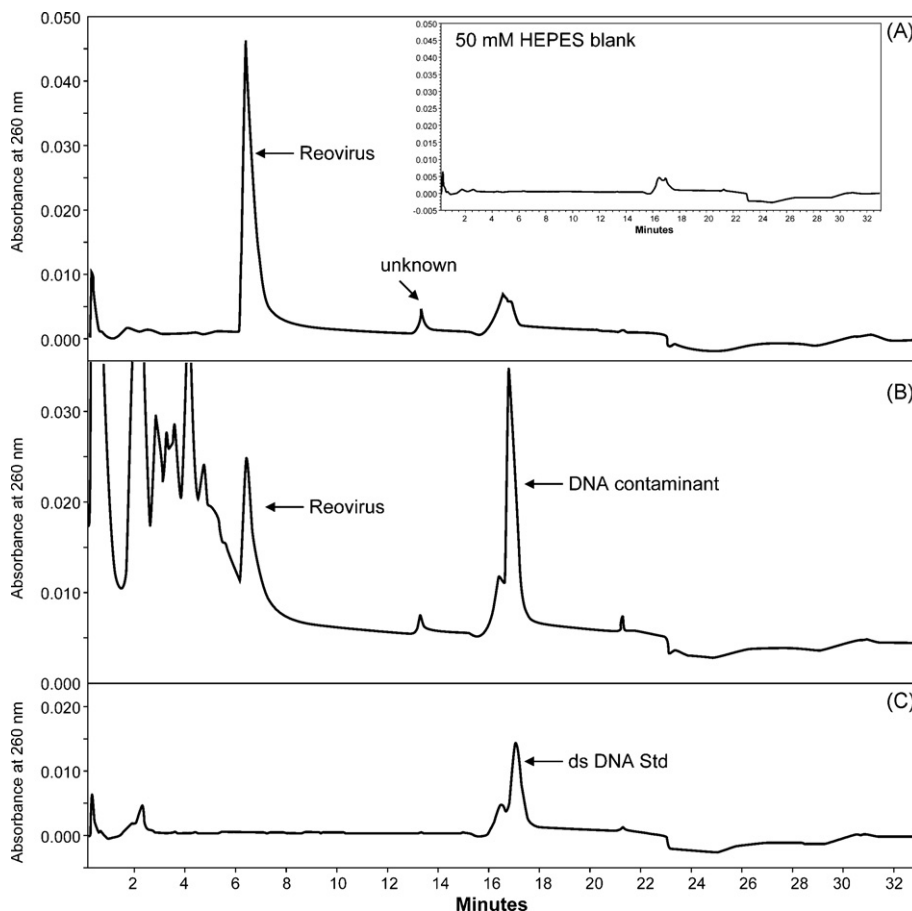 (A)
Absorbance at 260 nm
0.050
0.040
0.030
0.020
0.010
0.000
Reovirus
unknown
50 mM HEPES blank
0.050
0.045
0.040
0.035
0.030
0.025
0.020
0.015
0.010
0.005
0.000
-0.005
2 4 6 8 10 12 14 16 18 20 22 24 26 28 30 32
Minutes
(B)
Absorbance at 260 nm
0.030
0.020
0.010
0.000
Reovirus
DNA contaminant
(C)
Absorbance at 260 nm
0.020
0.010
0.000
ds DNA Std
2 4 6 8 10 12 14 16 18 20 22 24 26 28 30 32
Minutes